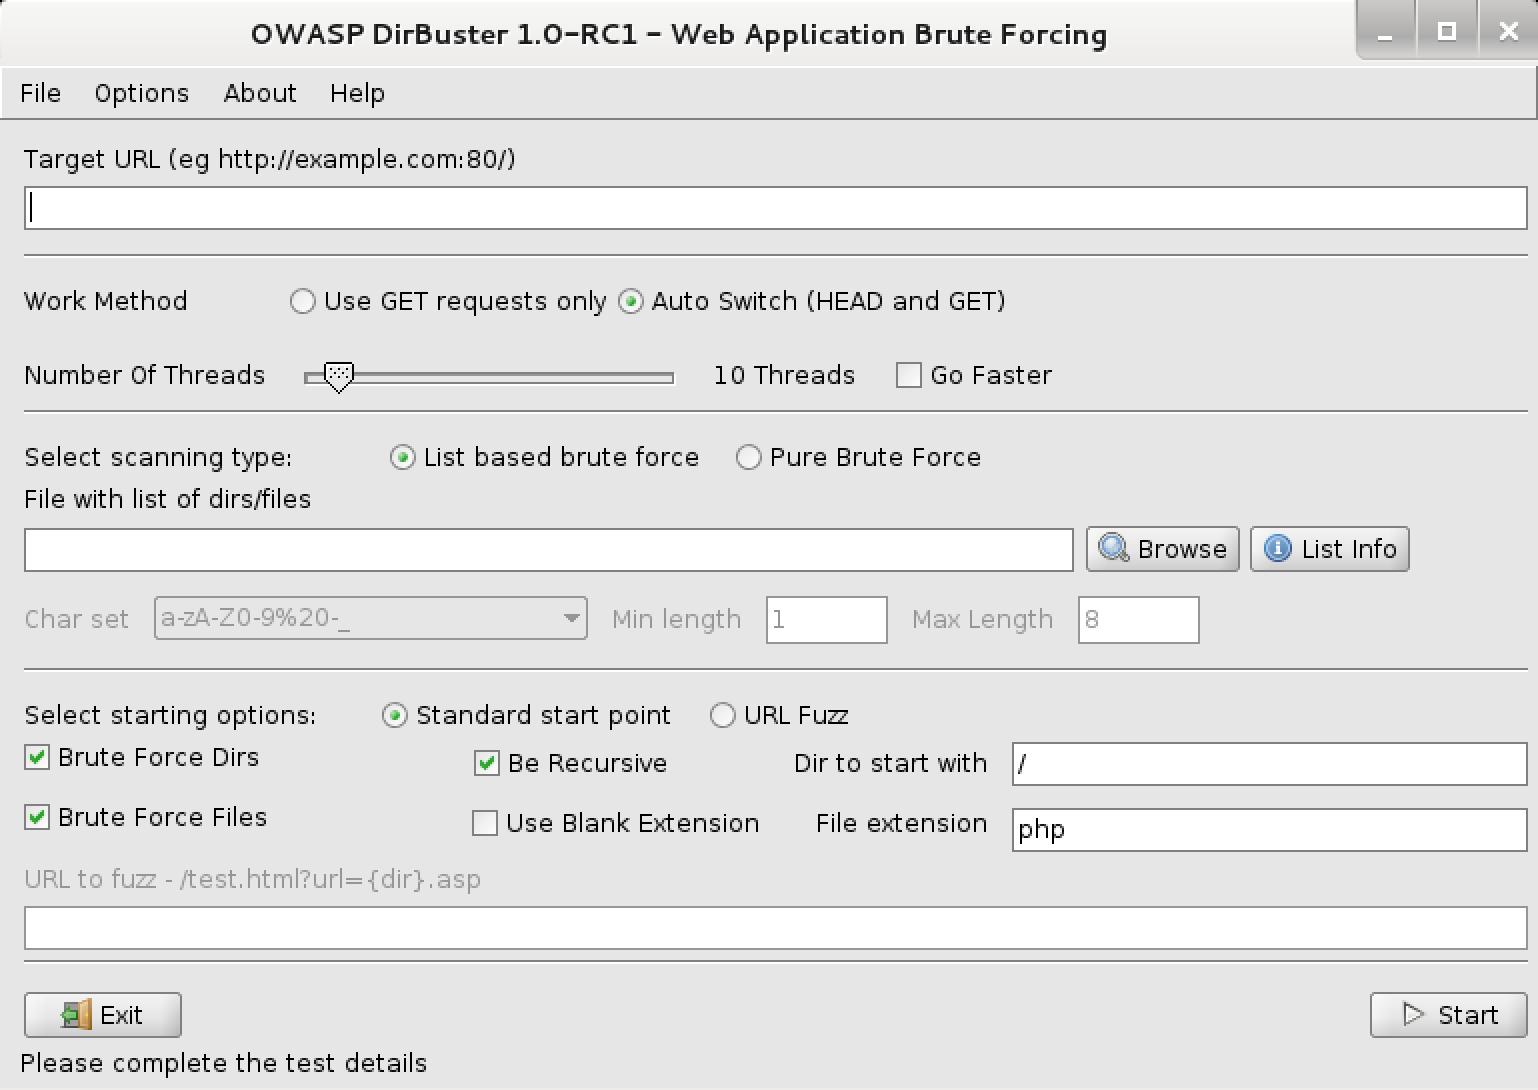 OWASP DirBuster 1.0-RC1 - Web Application Brute Forcing
File Options About Help
Target URL (eg http://example.com:80/)
Work Method Use GET requests only Auto Switch (HEAD and GET)
Number Of Threads 10 Threads Go Faster
Select scanning type: List based brute force Pure Brute Force
File with list of dirs/files
Browse List Info
Char set a-zA-Z0-9%20-_ Min length 1 Max Length 8
Select starting options: Standard start point URL Fuzz
Brute Force Dirs Be Recursive Dir to start with /
Brute Force Files Use Blank Extension File extension php
URL to fuzz - /test.html?url={dir}.asp
Exit Start
Please complete the test details